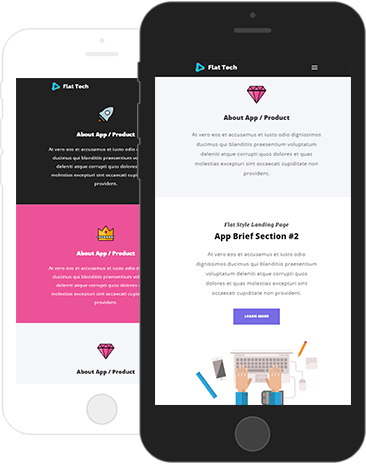 Flat Tech
About App / Product
At vero eos et accusamus et iusto odio dignissimos
ducimus qui blanditiis praesentium voluptatum
deleniti atque corrupti quos dolores et quas
molestias excepturi sint occaecati cupiditate non
provident.
About App / Product
At vero eos et accusamus et iusto odio
ducimus qui blanditiis praesentium
deleniti atque corrupti quos dolores
molestias excepturi sint occaecati
provident.
About App / Product
Flat Tech
About App / Product
At vero eos et accusamus et iusto odio dignissimos
ducimus qui blanditiis praesentium voluptatum
deleniti atque corrupti quos dolores et quas
molestias excepturi sint occaecati cupiditate non
provident.
Flat Style Landing Page
App Brief Section #2
At vero eos et accusamus et iusto odio
dignissimos ducimus qui blanditiis praesentium
voluptatum deleniti atque corrupti quos
dolores et quas molestias excepturi sint
occaecati cupiditate non provident.
LEARN MORE